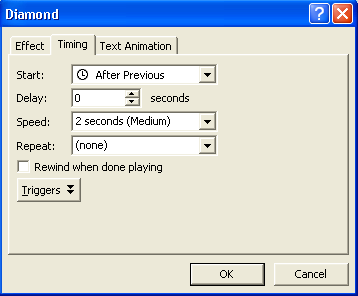 Diamond
Effect Timing Text Animation
Start: After Previous
Delay: 0 seconds
Speed: 2 seconds (Medium)
Repeat: (none)
Rewind when done playing
Triggers
OK Cancel